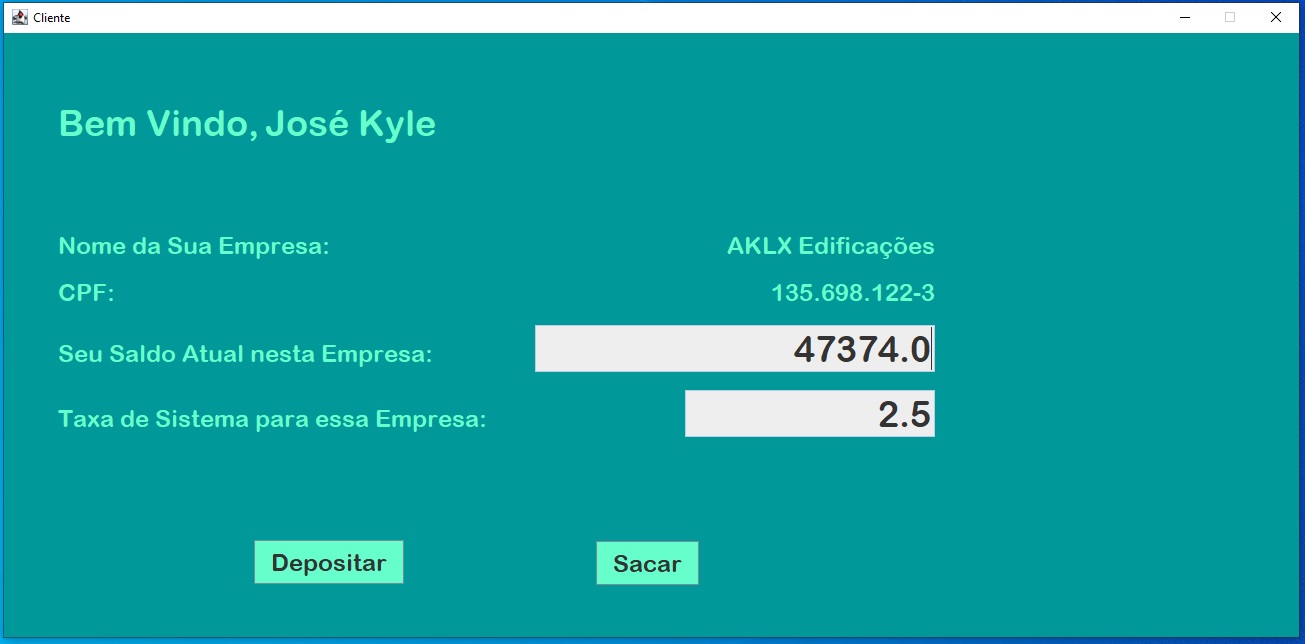 Cliente
Bem Vindo, José Kyle
Nome da Sua Empresa: AKLX Edificações
CPF: 135.698.122-3
Seu Saldo Atual nesta Empresa: 47374.0
Taxa de Sistema para essa Empresa: 2.5
Depositar Sacar